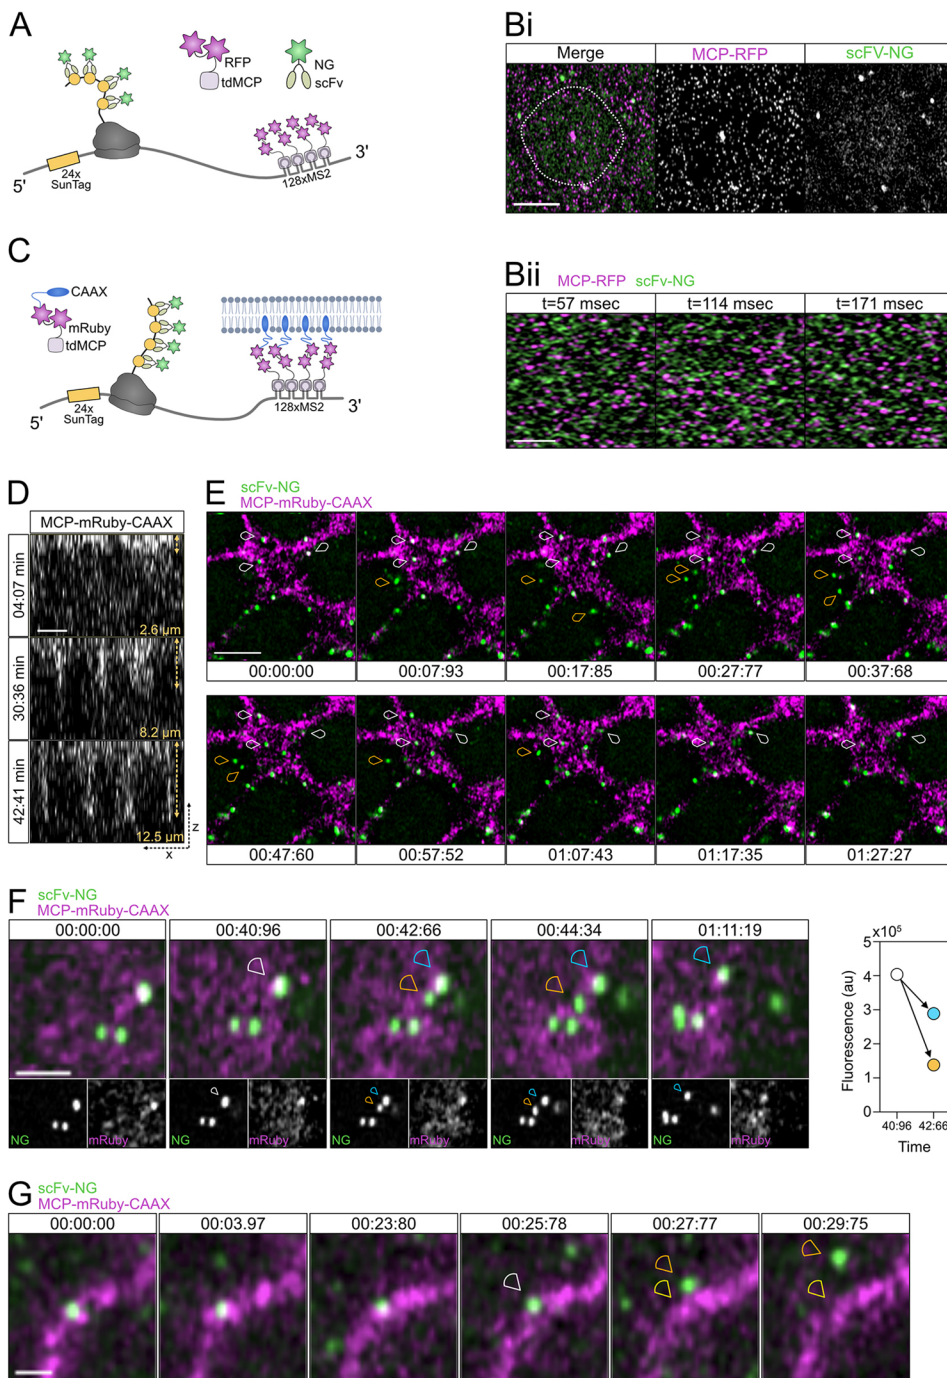 A
RFP
tdMCP
NG
scFv
24x
SunTag
5'
128xMS2
3'
Bi
Merge
MCP-RFP
scFV-NG
C
CAAX
mRuby
tdMCP
24x
SunTag
5'
128xMS2
3'
Bii
MCP-RFP scFv-NG
t=57 msec
t=114 msec
t=171 msec
D
MCP-mRuby-CAAX
04:07 min
2.6 µm
30:36 min
8.2 µm
42:41 min
12.5 µm
z
x
E
scFv-NG
MCP-mRuby-CAAX
00:00:00
00:07:93
00:17:85
00:27:77
00:37:68
00:47:60
00:57:52
01:07:43
01:17:35
01:27:27
F
scFv-NG
MCP-mRuby-CAAX
00:00:00
00:40:96
00:42:66
00:44:34
01:11:19
NG
mRuby
NG
mRuby
NG
mRuby
NG
mRuby
NG
mRuby
x10⁵
Fluorescence (au)
4
3
2
1
0
40:96
42:66
Time
G
scFv-NG
MCP-mRuby-CAAX
00:00:00
00:03.97
00:23:80
00:25:78
00:27:77
00:29:75